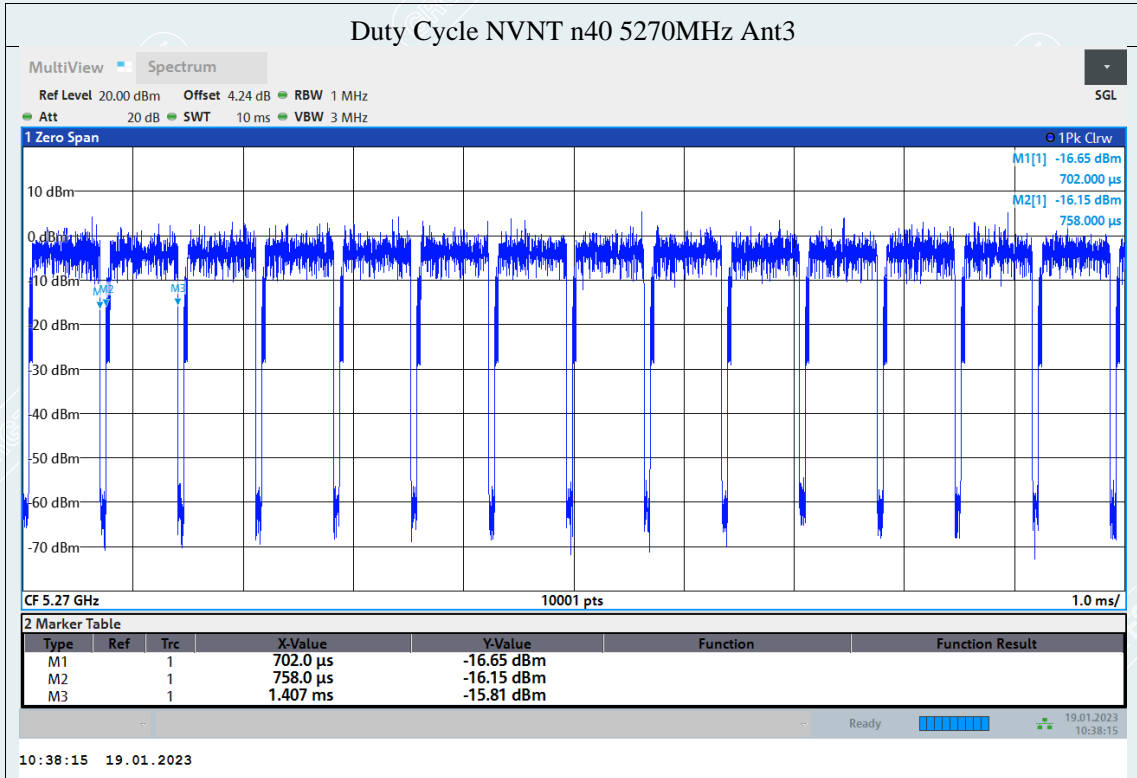 Duty Cycle NVNT n40 5270MHz Ant3
MultiView Spectrum
Ref Level 20.00 dBm Offset 4.24 dB RBW 1 MHz SGL
Att 20 dB SWT 10 ms VBW 3 MHz
1 Zero Span 1Pk Clrw
M1[1] -16.65 dBm
702.000 µs
M2[1] -16.15 dBm
758.000 µs
10 dBm
0 dBm
-10 dBm
M2 M3
-20 dBm
-30 dBm
-40 dBm
-50 dBm
-60 dBm
-70 dBm
CF 5.27 GHz 10001 pts 1.0 ms/
2 Marker Table
Type Ref Trc X-Value Y-Value Function Function Result
M1 1 702.0 µs -16.65 dBm
M2 1 758.0 µs -16.15 dBm
M3 1 1.407 ms -15.81 dBm
Ready 19.01.2023
10:38:15
10:38:15 19.01.2023